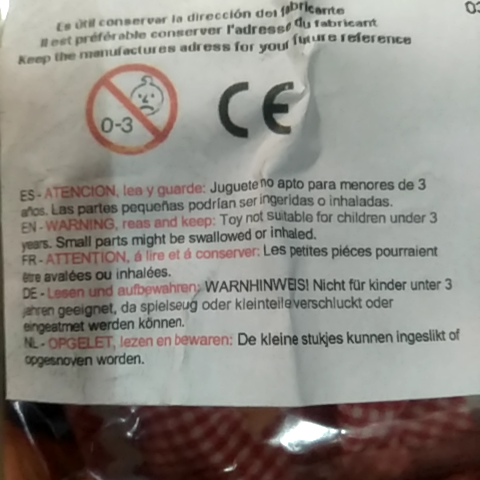 Es útil conservar la dirección del fabricante
Il est préférable conserver l'adresse du fabricant
Keep the manufactures adress for your future reference
03
0-3
CE
ES - ATENCION, lea y guarde: Juguete no apto para menores de 3
años. Las partes pequeñas podrían ser ingeridas o inhaladas.
EN - WARNING, reas and keep: Toy not suitable for children under 3
years. Small parts might be swallowed or inhaled.
FR - ATTENTION, á lire et á conserver: Les petites piéces pourraient
être avalées ou inhalées.
DE - Lesen und aufbewahren: WARNHINWEIS! Nicht für kinder unter 3
jahren geeignet, da spielseug oder kleinteile verschluckt oder
eingeatmet werden können.
NL - OPGELET, lezen en bewaren: De kleine stukjes kunnen ingeslikt of
opgesnoven worden.